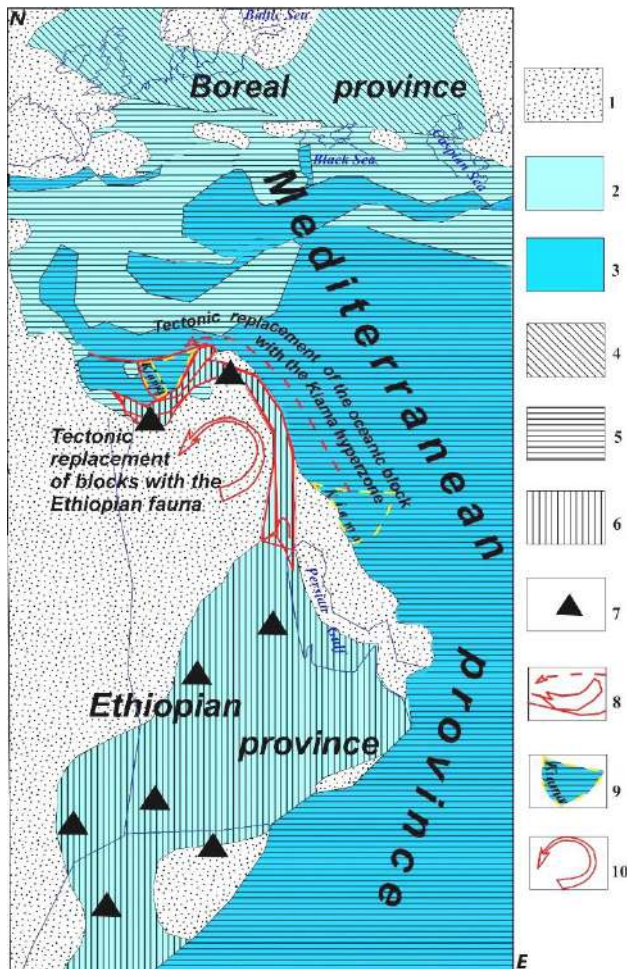 N
Baltic Sea
Boreal province
Black Sea
Caspian Sea
Mediterranean
province
Tectonic replacement of the oceanic block
with the Kiama hyperzone
Kiama
Tectonic
replacement
of blocks with the
Ethiopian fauna
Kiama
Persian
Gulf
Ethiopian
province
E
1
2
3
4
5
6
7
8
Kiama
9
10